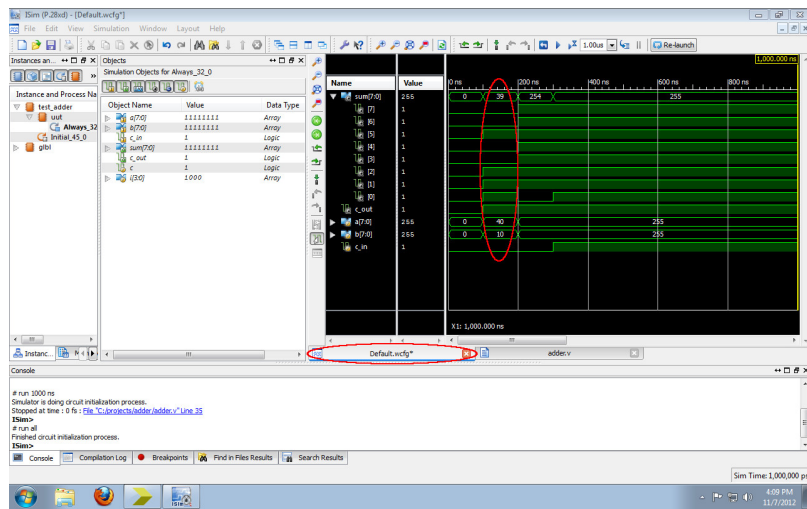 ISim (P.28xd) - [Default.wcfg*]
File Edit View Simulation Window Layout Help
1.00us Re-launch
Instances an...
Objects
Simulation Objects for Always_32_0
Instance and Process Na
Object Name Value Data Type
test_adder
uut
Always_32
Initial_45_0
glbl
a[7:0] 11111111 Array
b[7:0] 11111111 Array
c_in 1 Logic
sum[7:0] 11111111 Array
c_out 1 Logic
c 1 Logic
i[3:0] 1000 Array
1,000.000 ns
Name Value
0 ns 200 ns 400 ns 600 ns 800 ns
sum[7:0] 255 0 39 254 255
[7] 1
[6] 1
[5] 1
[4] 1
[3] 1
[2] 1
[1] 1
[0] 1
c_out 1
a[7:0] 255 0 40 255
b[7:0] 255 0 10 255
c_in 1
X1: 1,000.000 ns
Instanc...
Default.wcfg* adder.v
Console
# run 1000 ns
Simulator is doing circuit initialization process.
Stopped at time : 0 fs : File "C:/projects/adder/adder.v" Line 35
ISim>
# run all
Finished circuit initialization process.
ISim>
Console Compilation Log Breakpoints Find in Files Results Search Results
Sim Time: 1,000,000 ps
ISim
4:09 PM
11/7/2012